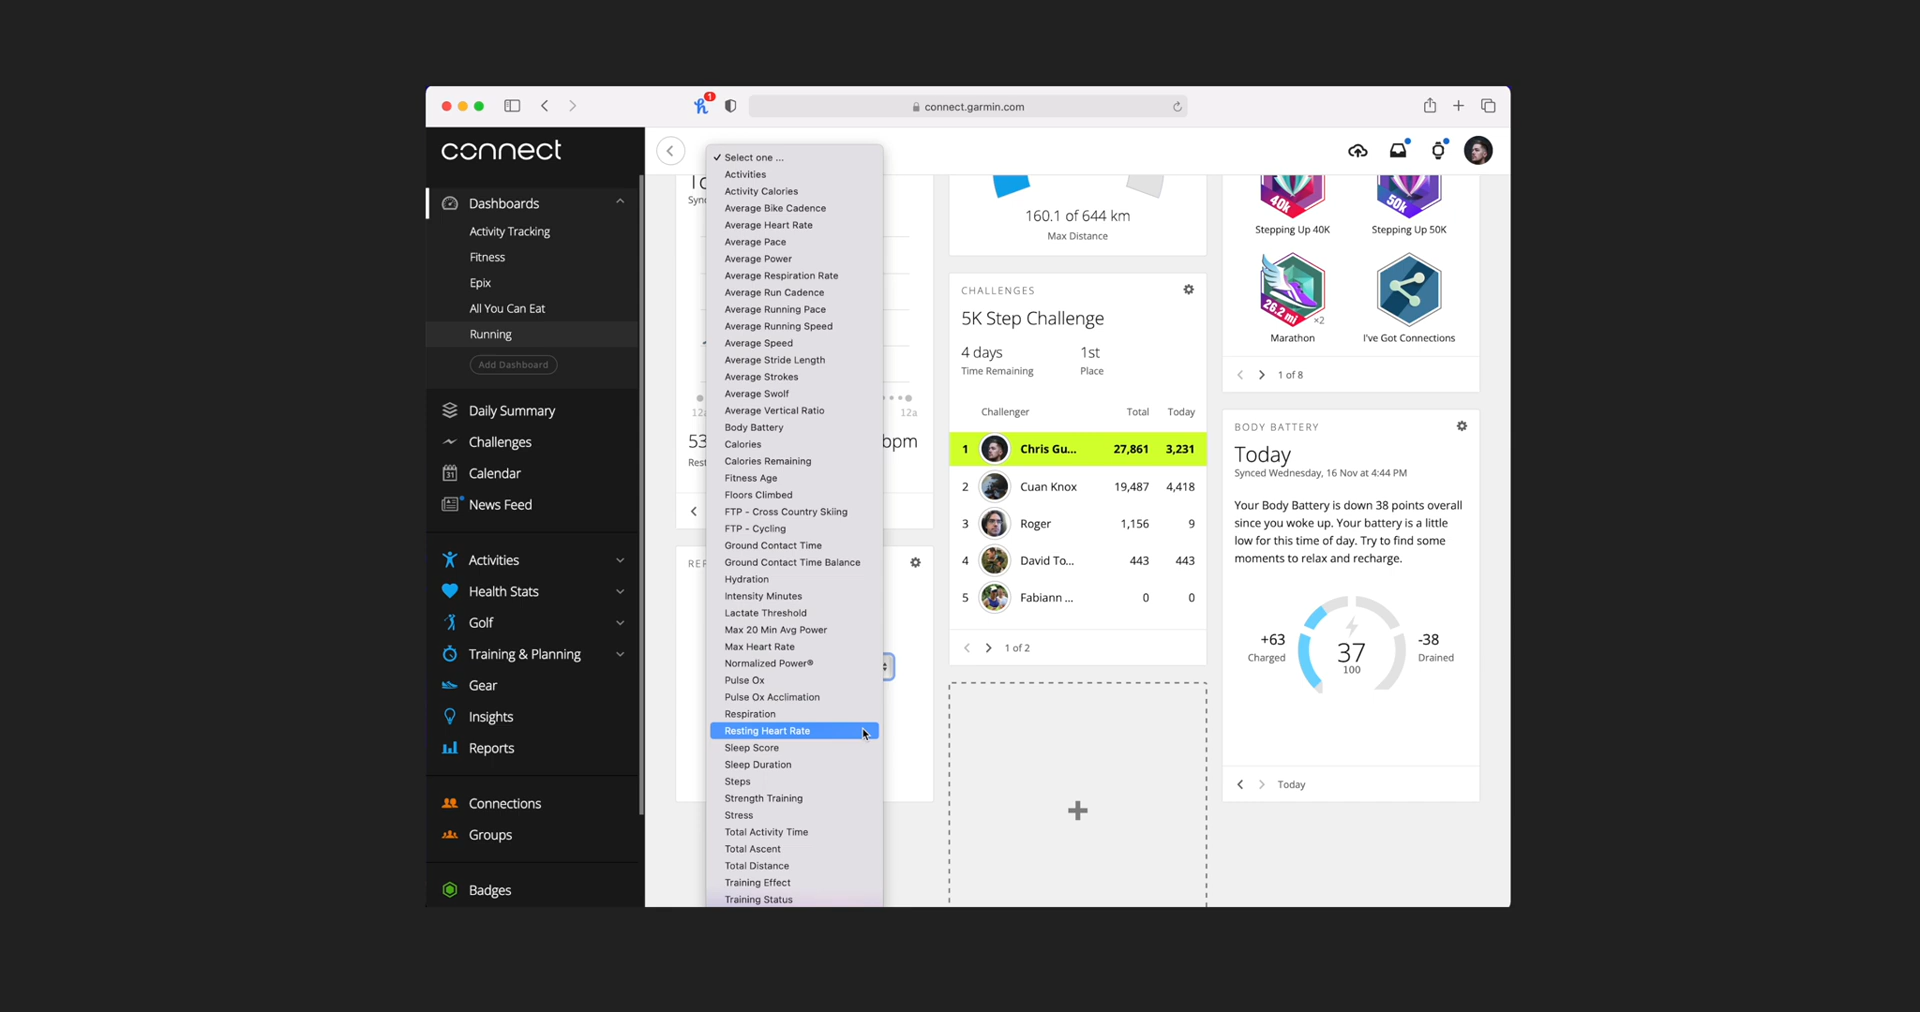 1
connect.garmin.com
connect
Dashboards
Activity Tracking
Fitness
Epix
All You Can Eat
Running
Add Dashboard
Daily Summary
Challenges
31
Calendar
News Feed
Activities
Health Stats
Golf
Training & Planning
Gear
Insights
Reports
Connections
Groups
Badges
✓ Select one ...
Activities
Activity Calories
Average Bike Cadence
Average Heart Rate
Average Pace
Average Power
Average Respiration Rate
Average Run Cadence
Average Running Pace
Average Running Speed
Average Speed
Average Stride Length
Average Strokes
Average Swolf
Average Vertical Ratio
Body Battery
Calories
Calories Remaining
Fitness Age
Floors Climbed
FTP - Cross Country Skiing
FTP - Cycling
Ground Contact Time
Ground Contact Time Balance
Hydration
Intensity Minutes
Lactate Threshold
Max 20 Min Avg Power
Max Heart Rate
Normalized Power®
Pulse Ox
Pulse Ox Acclimation
Respiration
Resting Heart Rate
Sleep Score
Sleep Duration
Steps
Strength Training
Stress
Total Activity Time
Total Ascent
Total Distance
Training Effect
Training Status
12a
bpm
53
160.1 of 644 km
Max Distance
CHALLENGES
5K Step Challenge
4 days
Time Remaining
1st
Place
Challenger Total Today
1 Chris Gu... 27,861 3,231
2 Cuan Knox 19,487 4,418
3 Roger 1,156 9
4 David To... 443 443
5 Fabiann ... 0 0
1 of 2
40k
Stepping Up 40K
50k
Stepping Up 50K
26.2 mi
×2
Marathon
I've Got Connections
1 of 8
BODY BATTERY
Today
Synced Wednesday, 16 Nov at 4:44 PM
Your Body Battery is down 38 points overall
since you woke up. Your battery is a little
low for this time of day. Try to find some
moments to relax and recharge.
+63
Charged
37
100
-38
Drained
Today